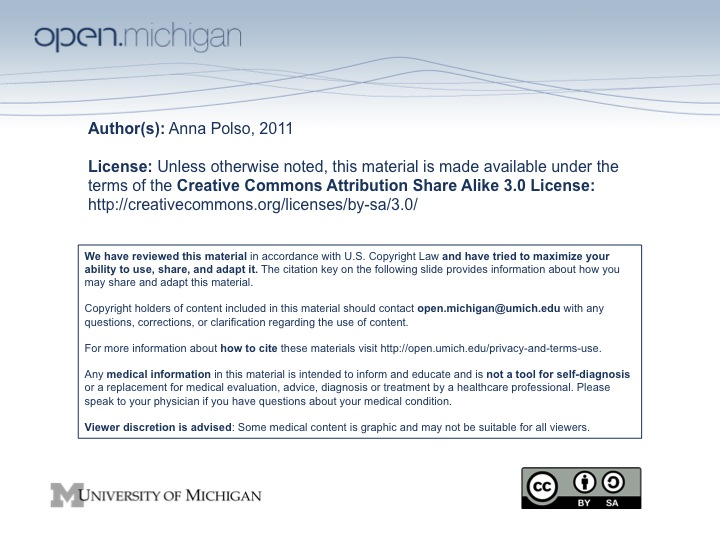 open.michigan
Author(s): Anna Polso, 2011
License: Unless otherwise noted, this material is made available under the
terms of the Creative Commons Attribution Share Alike 3.0 License:
http://creativecommons.org/licenses/by-sa/3.0/
We have reviewed this material in accordance with U.S. Copyright Law and have tried to maximize your
ability to use, share, and adapt it. The citation key on the following slide provides information about how you
may share and adapt this material.
Copyright holders of content included in this material should contact open.michigan@umich.edu with any
questions, corrections, or clarification regarding the use of content.
For more information about how to cite these materials visit http://open.umich.edu/privacy-and-terms-use.
Any medical information in this material is intended to inform and educate and is not a tool for self-diagnosis
or a replacement for medical evaluation, advice, diagnosis or treatment by a healthcare professional. Please
speak to your physician if you have questions about your medical condition.
Viewer discretion is advised: Some medical content is graphic and may not be suitable for all viewers.
M UNIVERSITY OF MICHIGAN
cc
BY SA